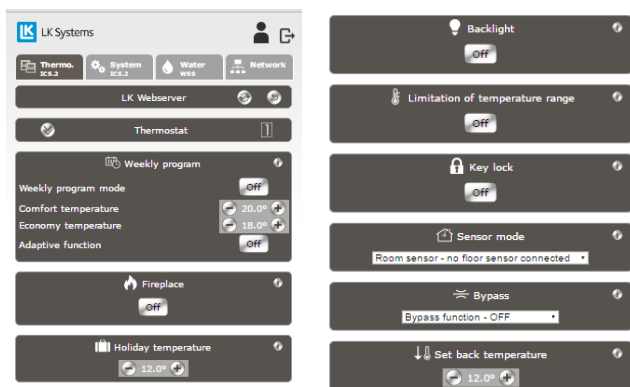 LK LK Systems
Thermo.
ICS.2
System
ICS.2
Water
WSS
Network
LK Webserver
Thermostat 1
Weekly program
Weekly program mode Off
Comfort temperature 20.0°
Economy temperature 18.0°
Adaptive function Off
Fireplace
Off
Holiday temperature
12.0°
Backlight
Off
Limitation of temperature range
Off
Key lock
Off
Sensor mode
Room sensor - no floor sensor connected
Bypass
Bypass function - OFF
Set back temperature
12.0°